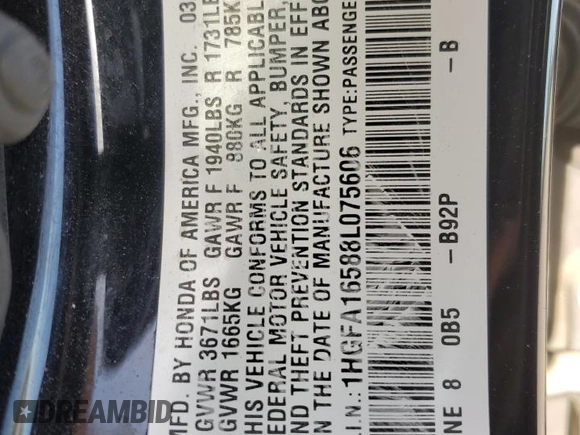 MFD. BY HONDA OF AMERICA MFG., INC. 03
GVWR 3671LBS GAWR F 1940LBS R 1731LB
GVWR 1665KG GAWR F 880KG R 785K
HIS VEHICLE CONFORMS TO ALL APPLICABLE
EDERAL MOTOR VEHICLE SAFETY, BUMPER,
ND THEFT PREVENTION STANDARDS IN EFF
N THE DATE OF MANUFACTURE SHOWN ABO
.I.N.: 1HGFA16588L075606 TYPE:PASSENGE
NE 8 0B5 -B92P -B
DREAMBID